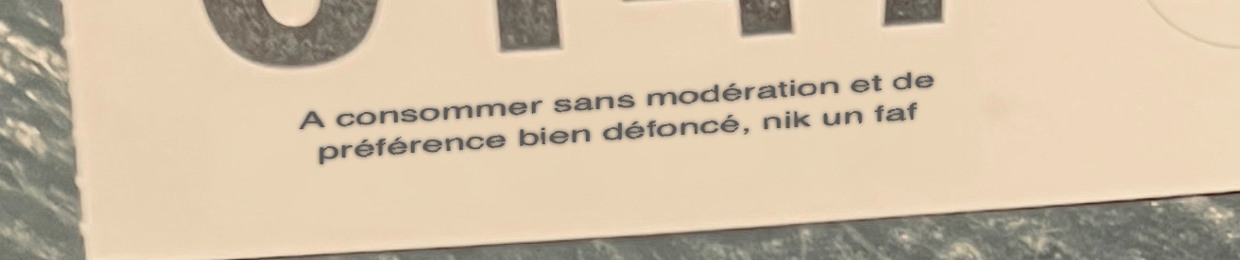 A consommer sans modération et de
préférence bien défoncé, nik un faf